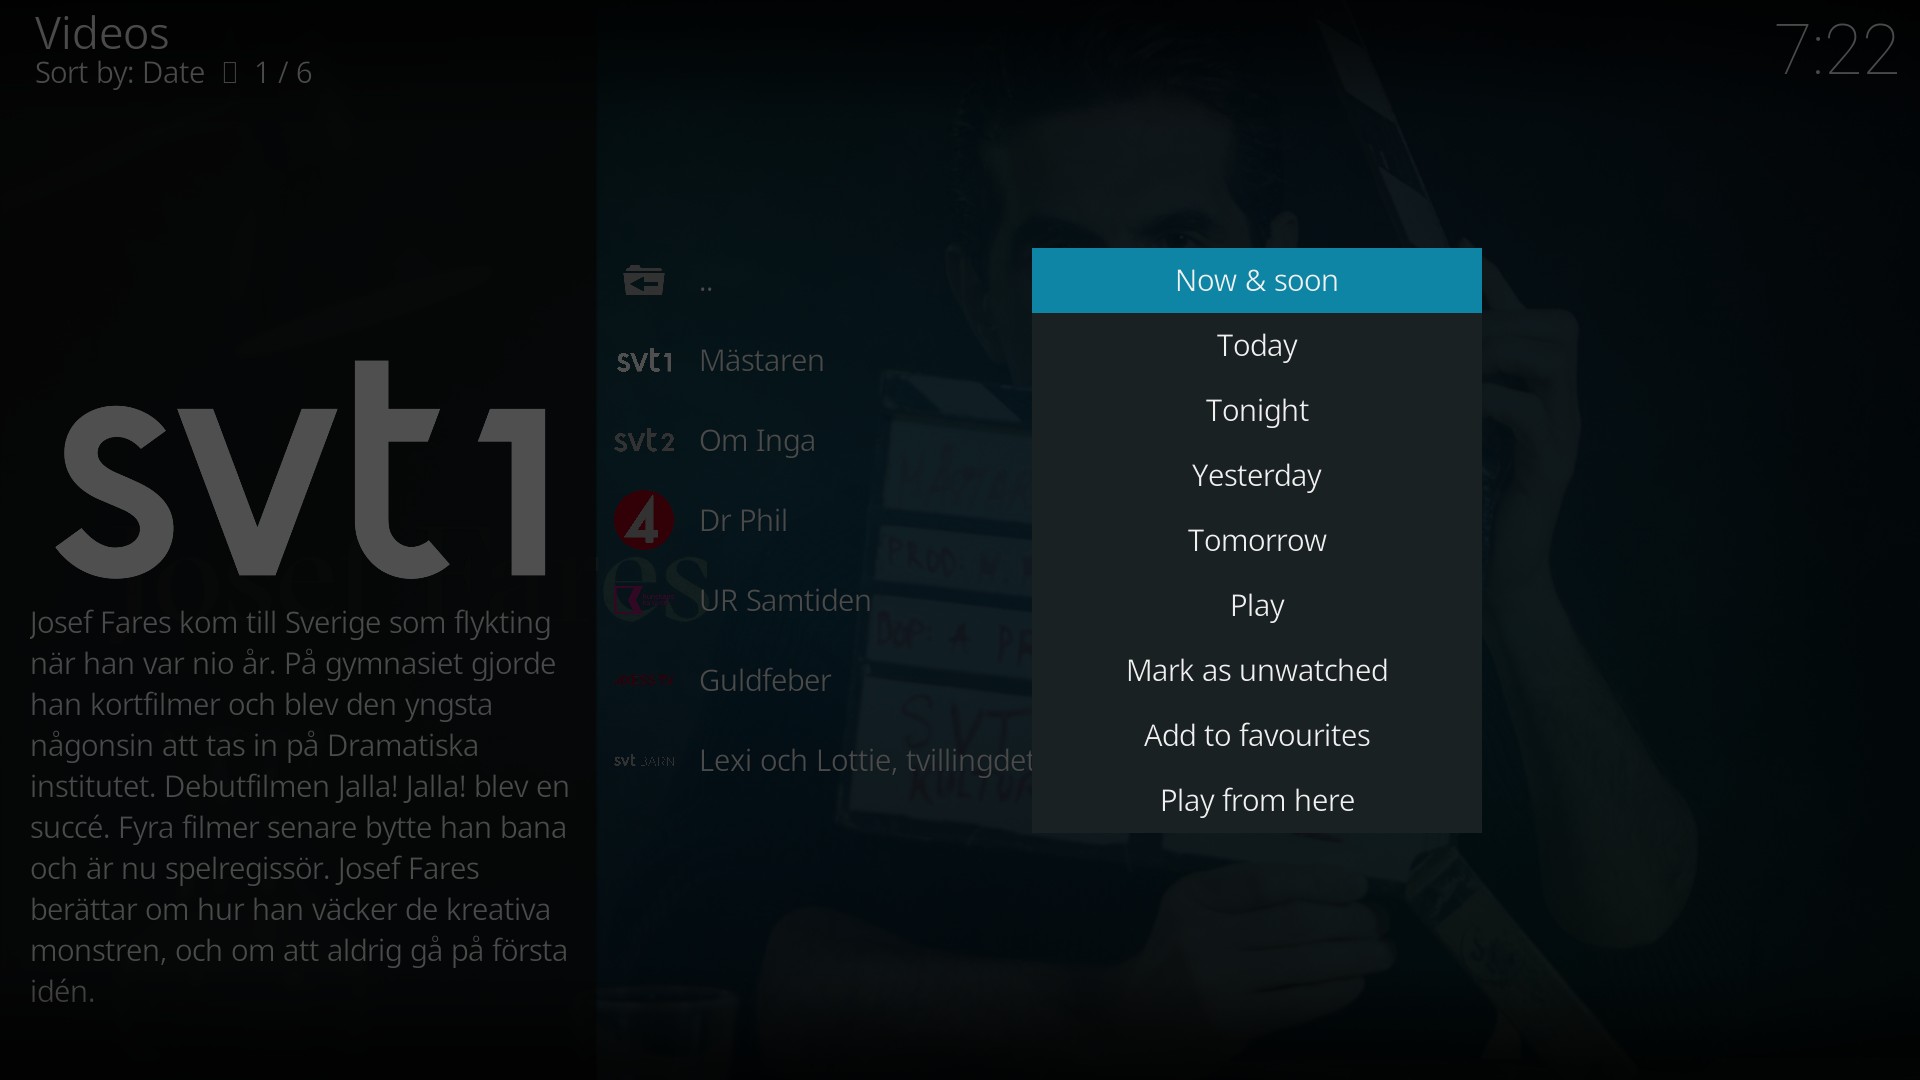 Videos
Sort by: Date 1 / 6
7:22
svt1
Josef Fares kom till Sverige som flykting
när han var nio år. På gymnasiet gjorde
han kortfilmer och blev den yngsta
någonsin att tas in på Dramatiska
institutet. Debutfilmen Jalla! Jalla! blev en
succé. Fyra filmer senare bytte han bana
och är nu spelregissör. Josef Fares
berättar om hur han väcker de kreativa
monstren, och om att aldrig gå på första
idén.
..
svt1 Mästaren
svt2 Om Inga
4 Dr Phil
UR Samtiden
Guldfeber
svt BARN Lexi och Lottie, tvillingdet
Now & soon
Today
Tonight
Yesterday
Tomorrow
Play
Mark as unwatched
Add to favourites
Play from here